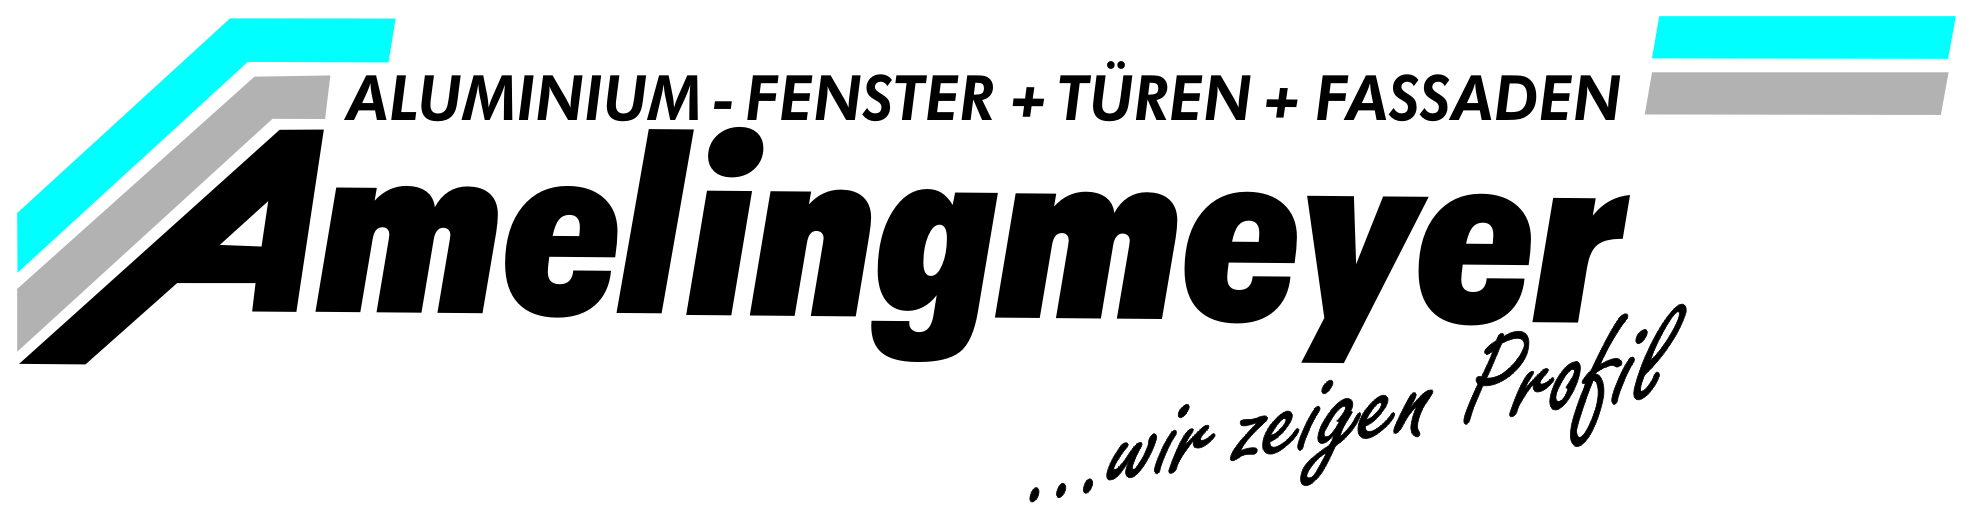 ALUMINIUM - FENSTER + TÜREN + FASSADEN
Amelingmeyer
...wir zeigen Profil